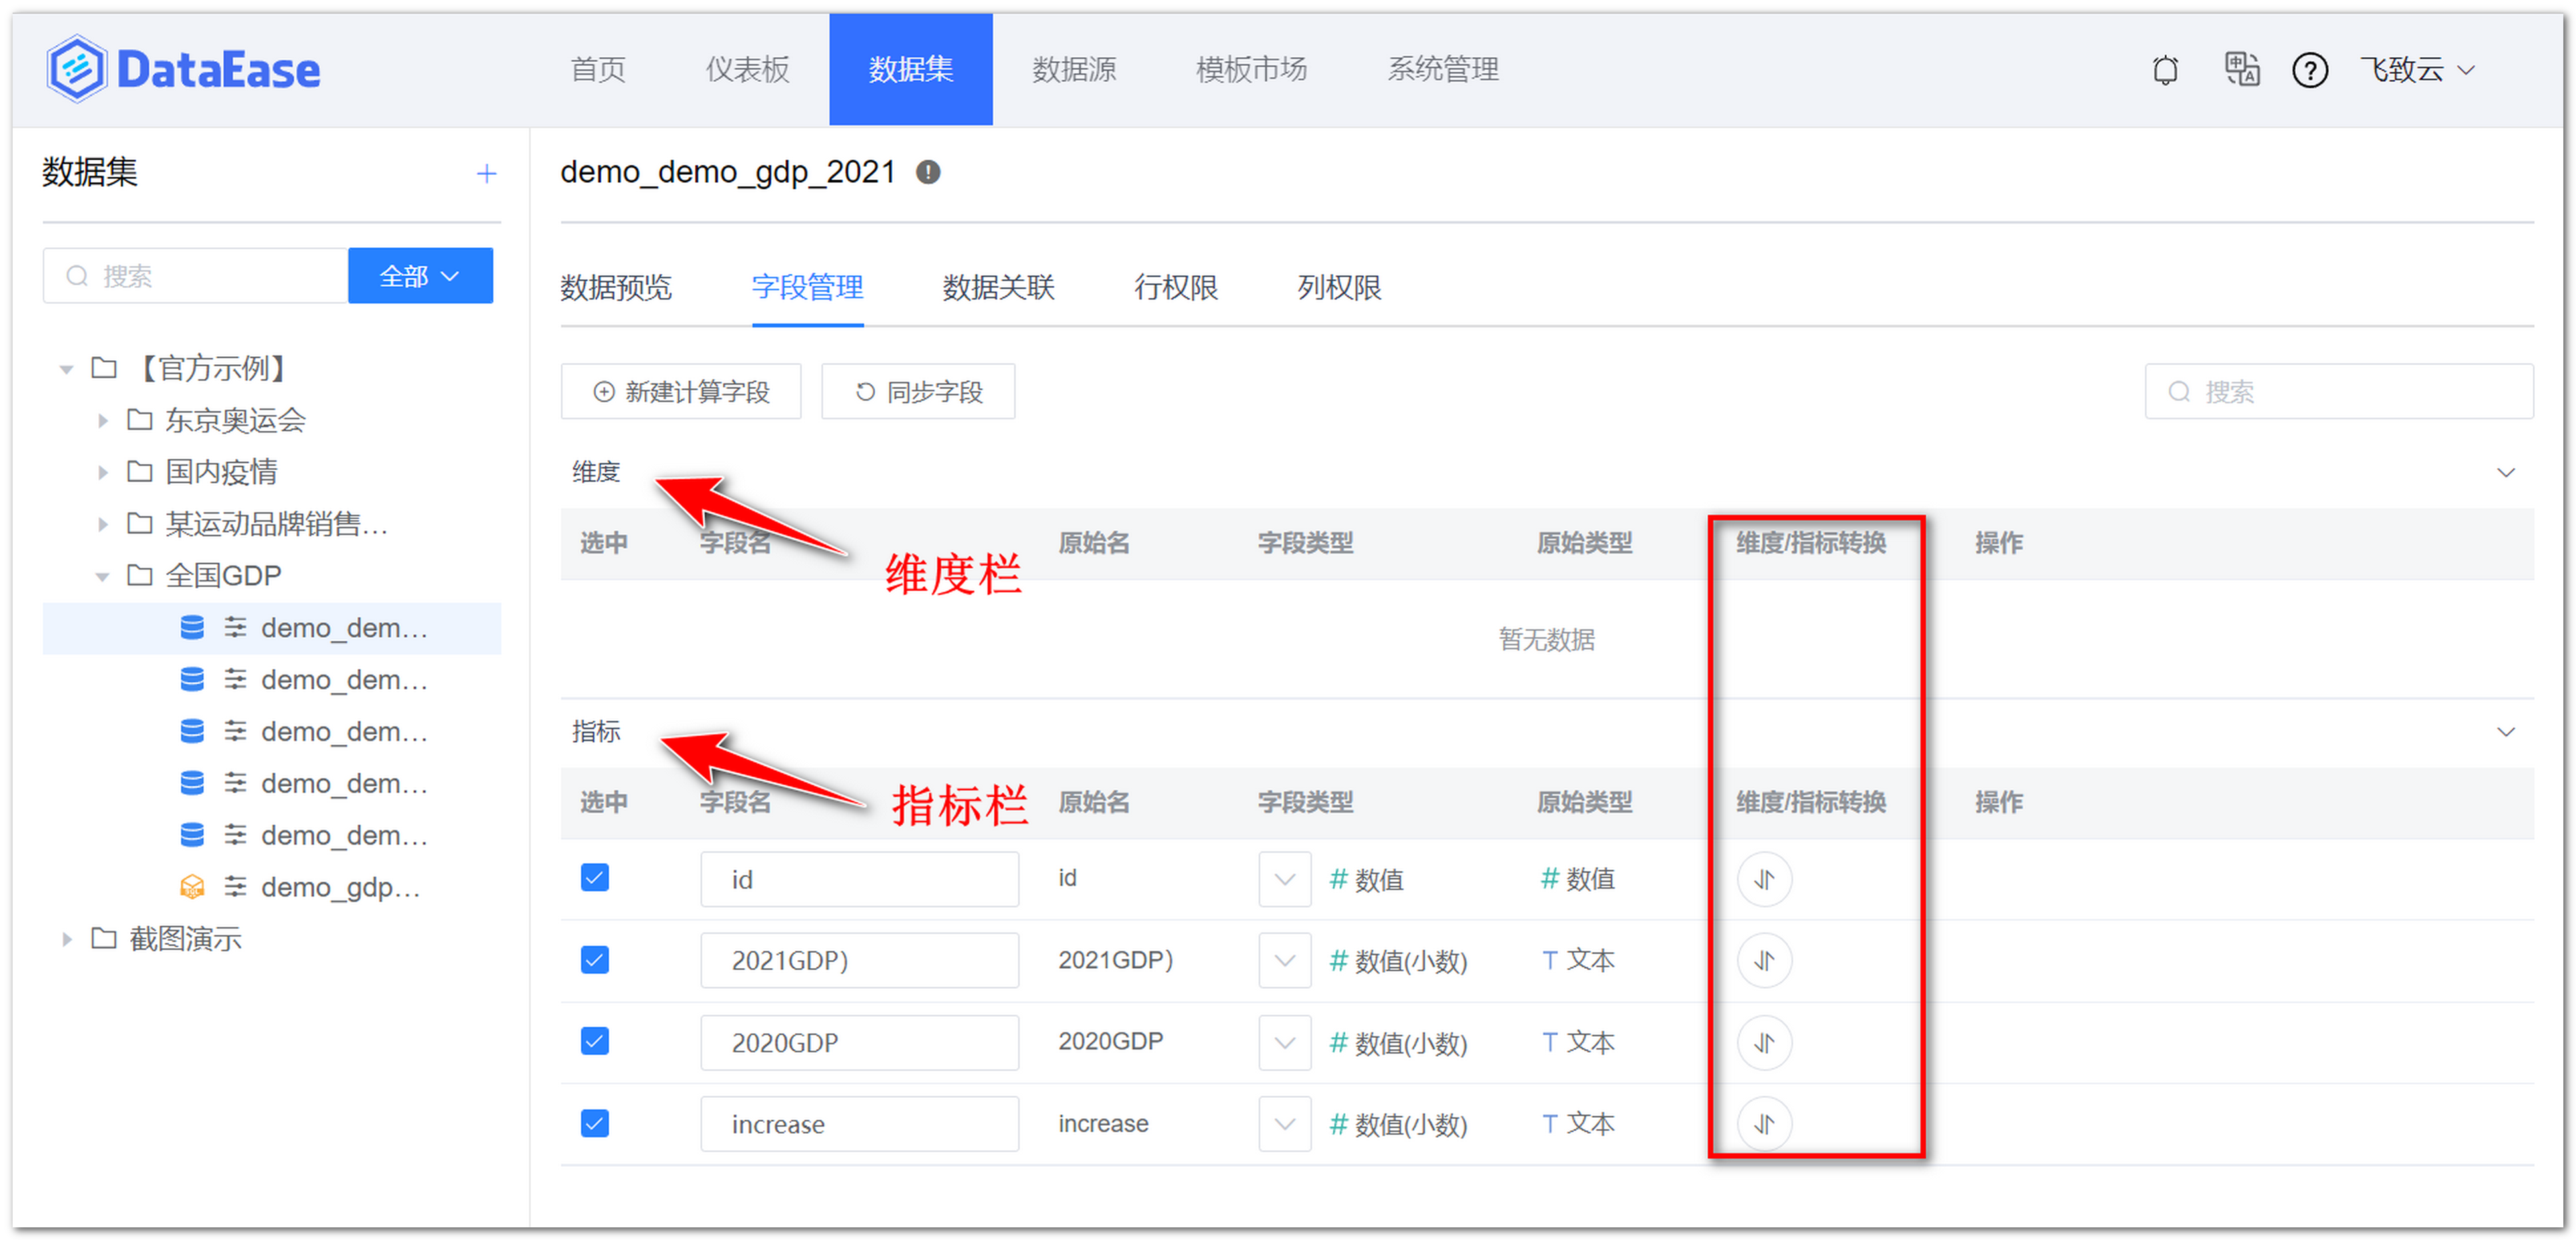 DataEase
首页 仪表板 数据集 数据源 模板市场 系统管理 飞致云
数据集
搜索 全部
【官方示例】
东京奥运会
国内疫情
某运动品牌销售...
全国GDP
demo_dem...
demo_dem...
demo_dem...
demo_dem...
demo_dem...
demo_gdp...
截图演示
demo_demo_gdp_2021
数据预览 字段管理 数据关联 行权限 列权限
新建计算字段 同步字段 搜索
维度
维度栏
选中 字段名 原始名 字段类型 原始类型 维度/指标转换 操作
暂无数据
指标
指标栏
选中 字段名 原始名 字段类型 原始类型 维度/指标转换 操作
id id # 数值 # 数值
2021GDP） 2021GDP） # 数值(小数) T 文本
2020GDP 2020GDP # 数值(小数) T 文本
increase increase # 数值(小数) T 文本